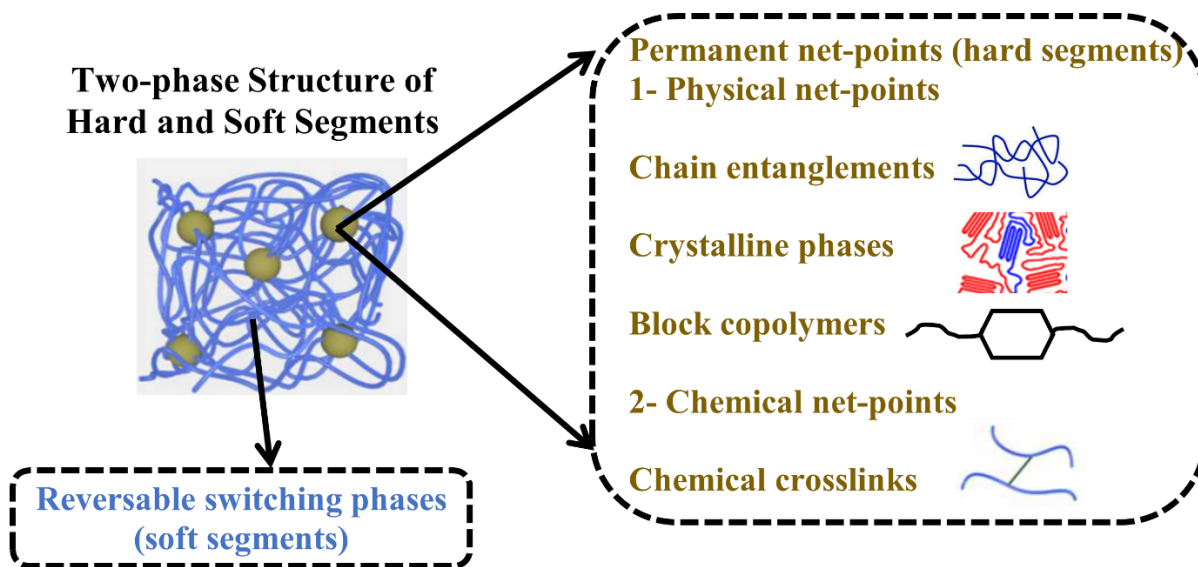 Two-phase Structure of
Hard and Soft Segments
Reversable switching phases
(soft segments)
Permanent net-points (hard segments)
1- Physical net-points
Chain entanglements
Crystalline phases
Block copolymers
2- Chemical net-points
Chemical crosslinks